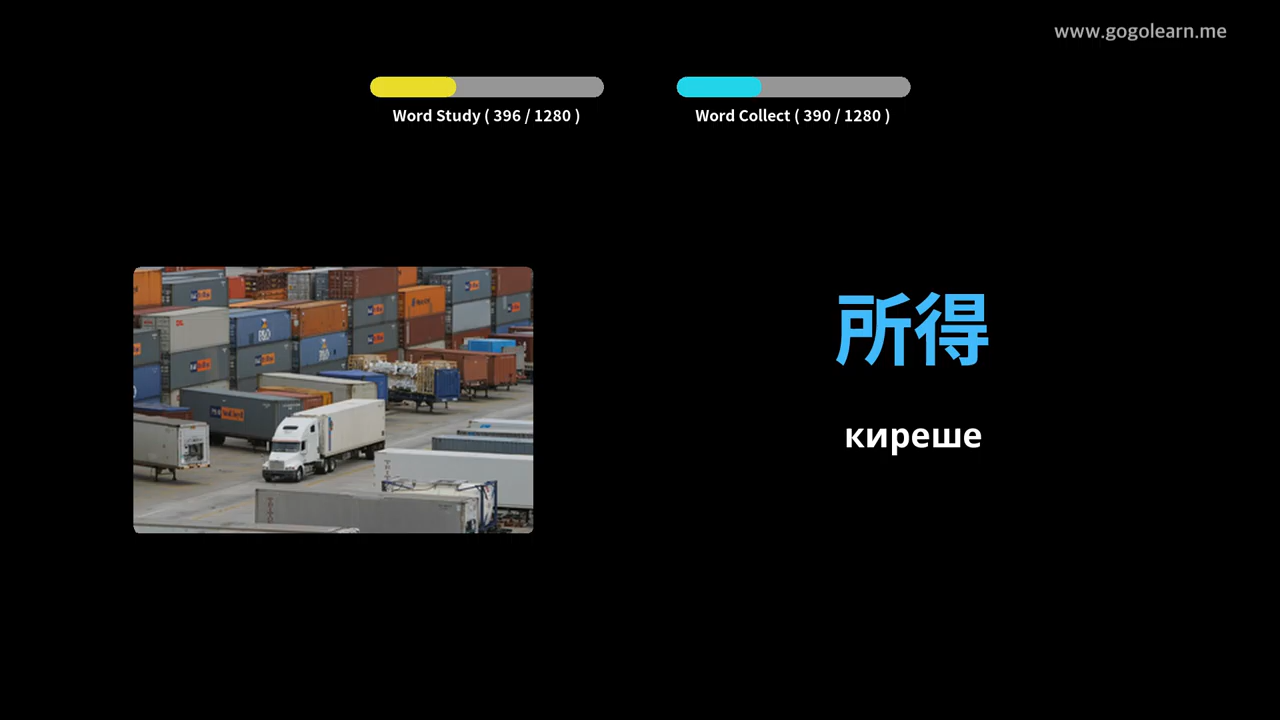 www.gogolearn.me
Word Study ( 396 / 1280 )
Word Collect ( 390 / 1280 )
所得
киреше
P&O
P&O